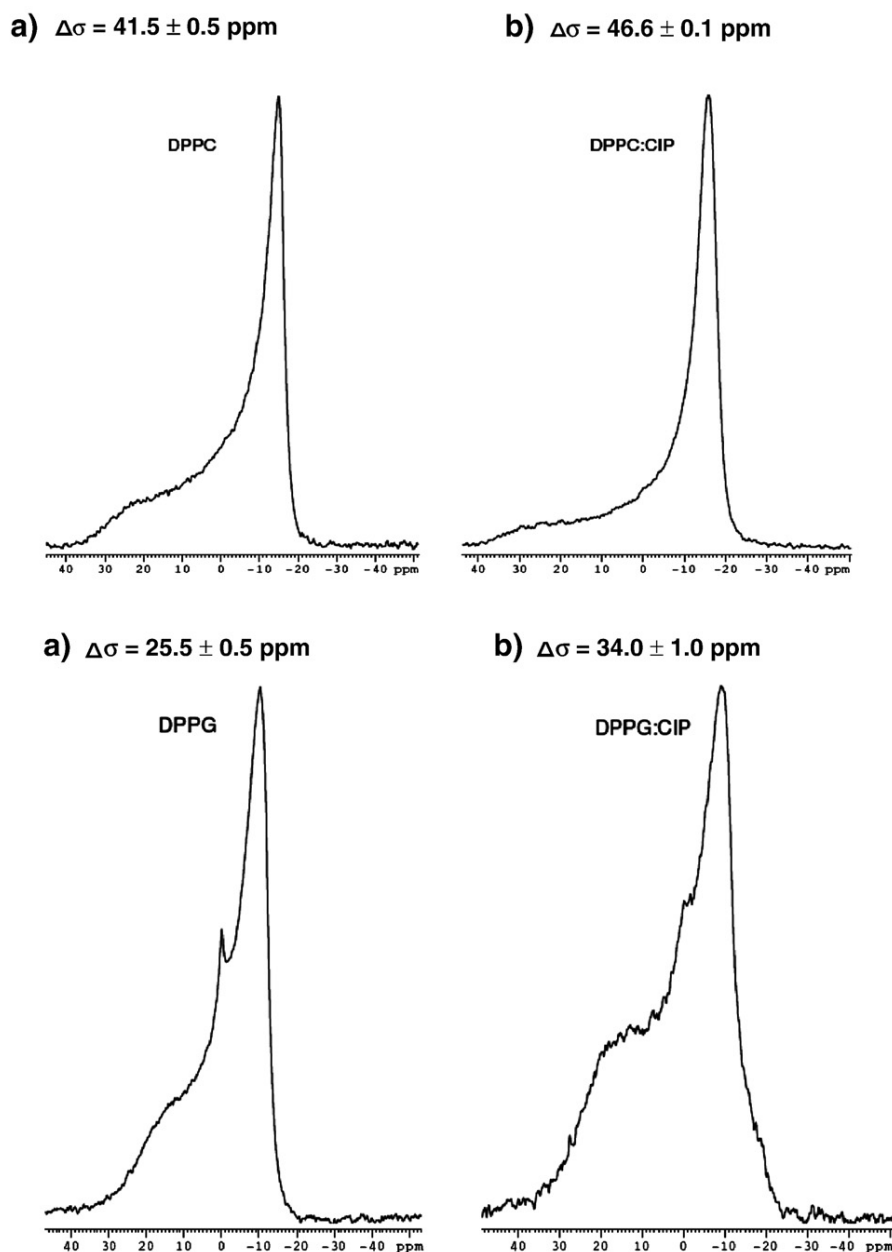 a) Δσ = 41.5 ± 0.5 ppm
b) Δσ = 46.6 ± 0.1 ppm
DPPC
DPPC:CIP
40 30 20 10 0 -10 -20 -30 -40 ppm
40 30 20 10 0 -10 -20 -30 -40 ppm
a) Δσ = 25.5 ± 0.5 ppm
b) Δσ = 34.0 ± 1.0 ppm
DPPG
DPPG:CIP
40 30 20 10 0 -10 -20 -30 -40 ppm
40 30 20 10 0 -10 -20 -30 -40 ppm